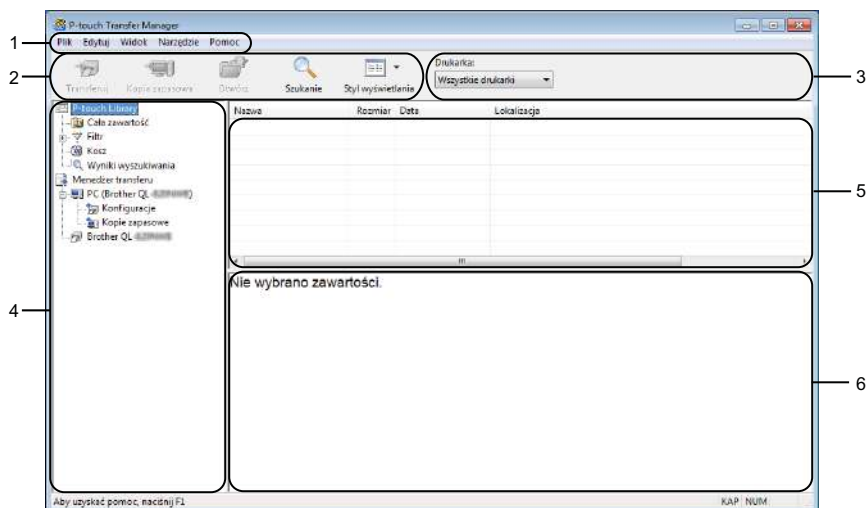 P-touch Transfer Manager
1
Plik Edytuj Widok Narzędzie Pomoc
2
Transferuj Kopie zapasowe Otwórz Szukanie Styl wyświetlania
Drukarka:
Wszystkie drukarki
3
P-touch Library
Cała zawartość
Filtr
Kosz
Wyniki wyszukiwania
Menedżer transferu
PC (Brother QL- )
Konfiguracje
Kopie zapasowe
Brother QL-
4
Nazwa Rozmiar Data Lokalizacja
5
Nie wybrano zawartości.
6
Aby uzyskać pomoc, naciśnij F1
KAP NUM